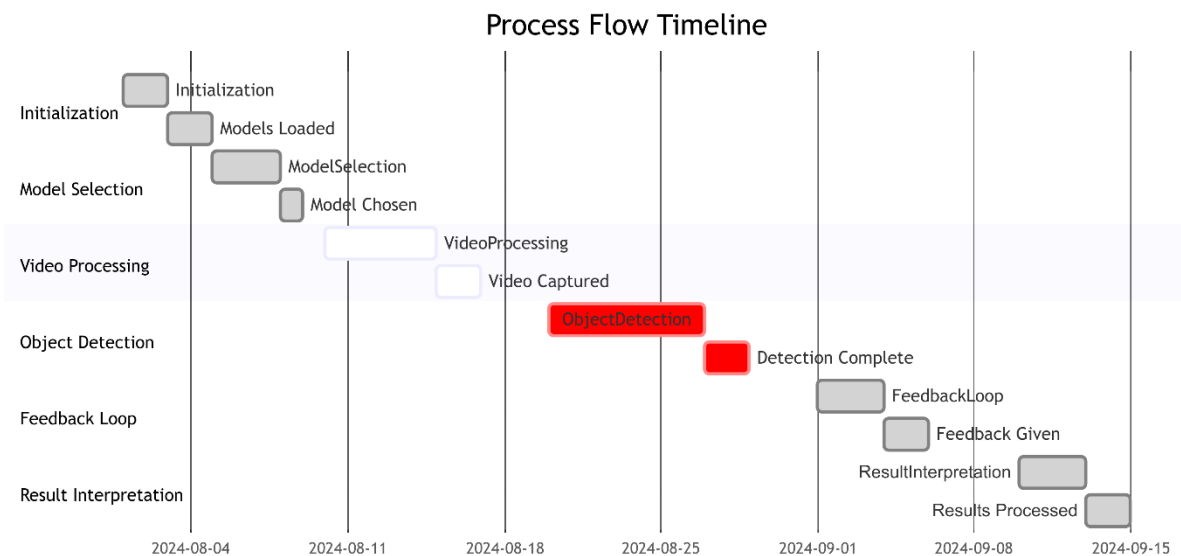 Process Flow Timeline
Initialization
Initialization
Models Loaded
Model Selection
ModelSelection
Model Chosen
Video Processing
VideoProcessing
Video Captured
Object Detection
ObjectDetection
Detection Complete
Feedback Loop
FeedbackLoop
Feedback Given
Result Interpretation
ResultInterpretation
Results Processed
2024-08-04
2024-08-11
2024-08-18
2024-08-25
2024-09-01
2024-09-08
2024-09-15